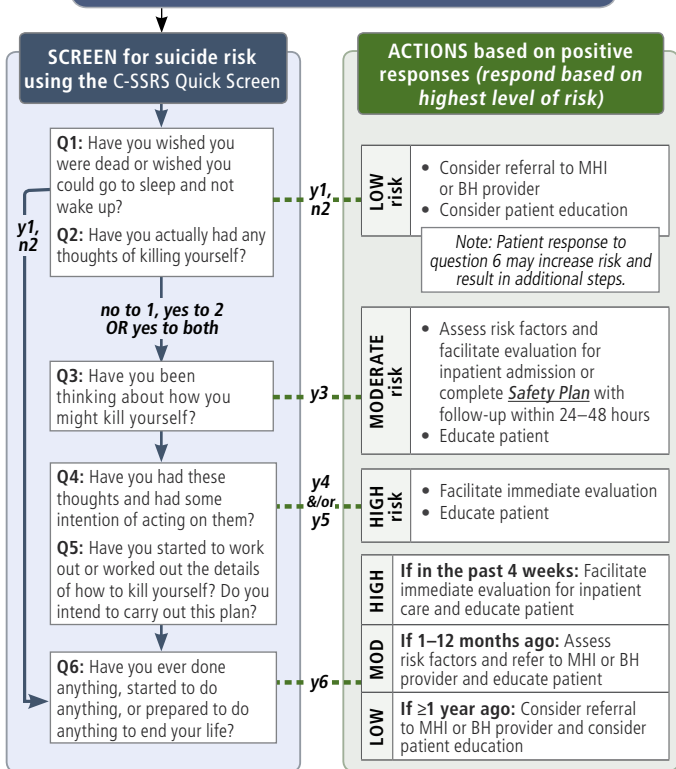 SCREEN for suicide risk
using the C-SSRS Quick Screen
Q1: Have you wished you
were dead or wished you
could go to sleep and not
wake up?
Q2: Have you actually had any
thoughts of killing yourself?
y1,
n2
no to 1, yes to 2
OR yes to both
Q3: Have you been
thinking about how you
might kill yourself?
Q4: Have you had these
thoughts and had some
intention of acting on them?
Q5: Have you started to work
out or worked out the details
of how to kill yourself? Do you
intend to carry out this plan?
Q6: Have you ever done
anything, started to do
anything, or prepared to do
anything to end your life?
y1,
n2
y3
y4
&/or
y5
y6
ACTIONS based on positive
responses (respond based on
highest level of risk)
LOW
risk
• Consider referral to MHI
or BH provider
• Consider patient education
Note: Patient response to
question 6 may increase risk and
result in additional steps.
MODERATE
risk
• Assess risk factors and
facilitate evaluation for
inpatient admission or
complete Safety Plan with
follow-up within 24–48 hours
• Educate patient
HIGH
risk
• Facilitate immediate evaluation
• Educate patient
HIGH
If in the past 4 weeks: Facilitate
immediate evaluation for inpatient
care and educate patient
MOD
If 1–12 months ago: Assess
risk factors and refer to MHI or BH
provider and educate patient
LOW
If ≥1 year ago: Consider referral
to MHI or BH provider and consider
patient education